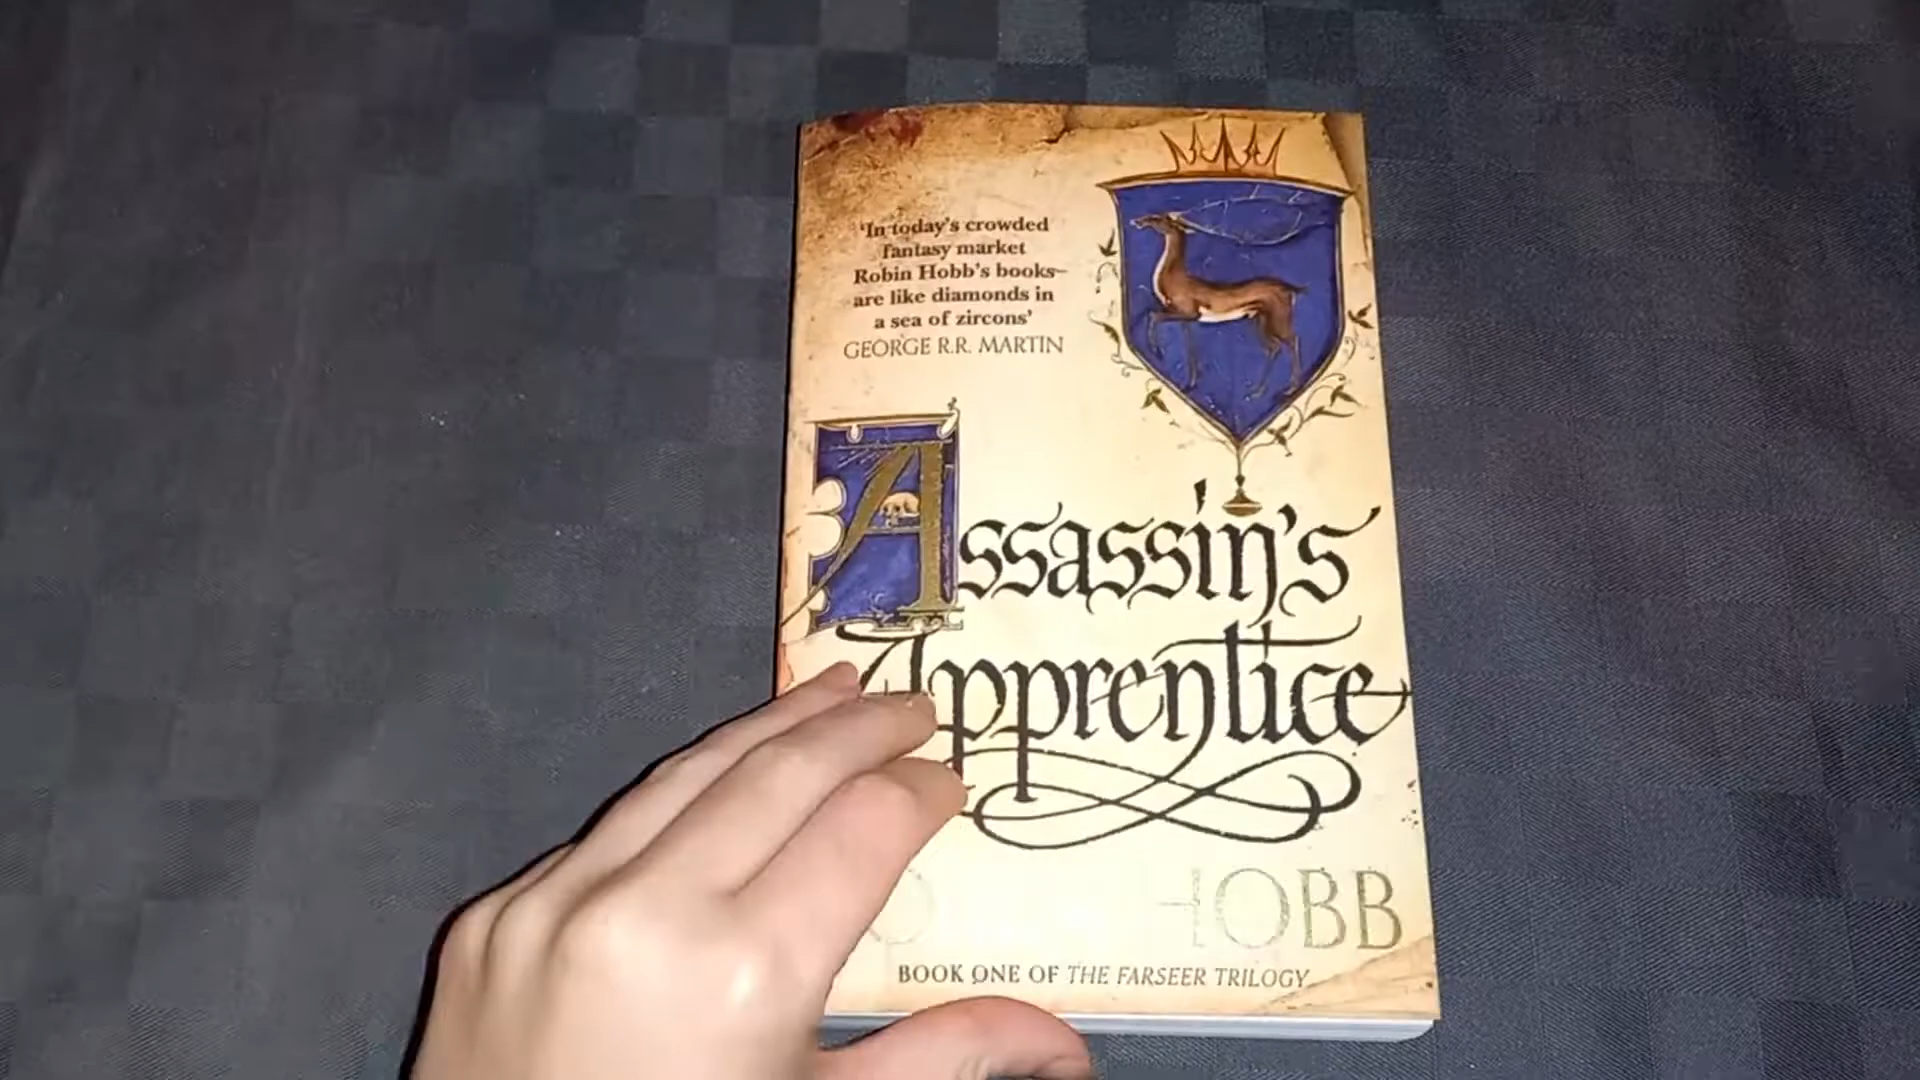 ‘In today’s crowded
fantasy market
Robin Hobb’s books
are like diamonds in
a sea of zircons’
GEORGE R.R. MARTIN
Assassin’s
Apprentice
HOBB
BOOK ONE OF THE FARSEER TRILOGY